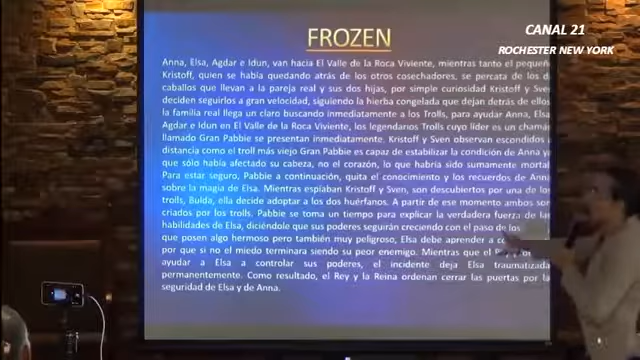 CANAL 21
ROCHESTER NEW YORK
FROZEN
Anna, Elsa, Agdar e Idun, van hacia El Valle de la Roca Viviente, mientras tanto el pequeñ
Kristoff, quien se había quedando atrás de los otros cosechadores, se percata de los d
caballos que llevan a la pareja real y sus dos hijas, por simple curiosidad Kristoff y Sven
deciden seguirlos a gran velocidad, siguiendo la hierba congelada que dejan detrás de ellos
la familia real llega un claro buscando inmediatamente a los Trolls, para ayudar Anna, Elsa
Agdar e Idun en El Valle de la Roca Viviente, los legendarios Trolls cuyo líder es un chamá
llamado Gran Pabbie se presentan inmediatamente. Kristoff y Sven observan escondidos
distancia como el troll más viejo Gran Pabbie es capaz de estabilizar la condición de Anna y
que sólo había afectado su cabeza, no el corazón, lo que habría sido sumamente mortal
Para estar seguro, Pabbie a continuación, quita el conocimiento y los recuerdos de Ann
sobre la magia de Elsa. Mientras espiaban Kristoff y Sven, son descubiertos por una de lo
trolls, Bulda, ella decide adoptar a los dos huérfanos. A partir de ese momento ambos son
criados por los trolls. Pabbie se toma un tiempo para explicar la verdadera fuerza de las
habilidades de Elsa, diciéndole que sus poderes seguirán creciendo con el paso de los
que posen algo hermoso pero también muy peligroso, Elsa debe aprender a co
por que si no el miedo terminara siendo su peor enemigo. Mientras que el
ayudar a Elsa a controlar sus poderes, el incidente deja Elsa traumatizada
permanentemente. Como resultado, el Rey y la Reina ordenan cerrar las puertas por la
seguridad de Elsa y de Anna.